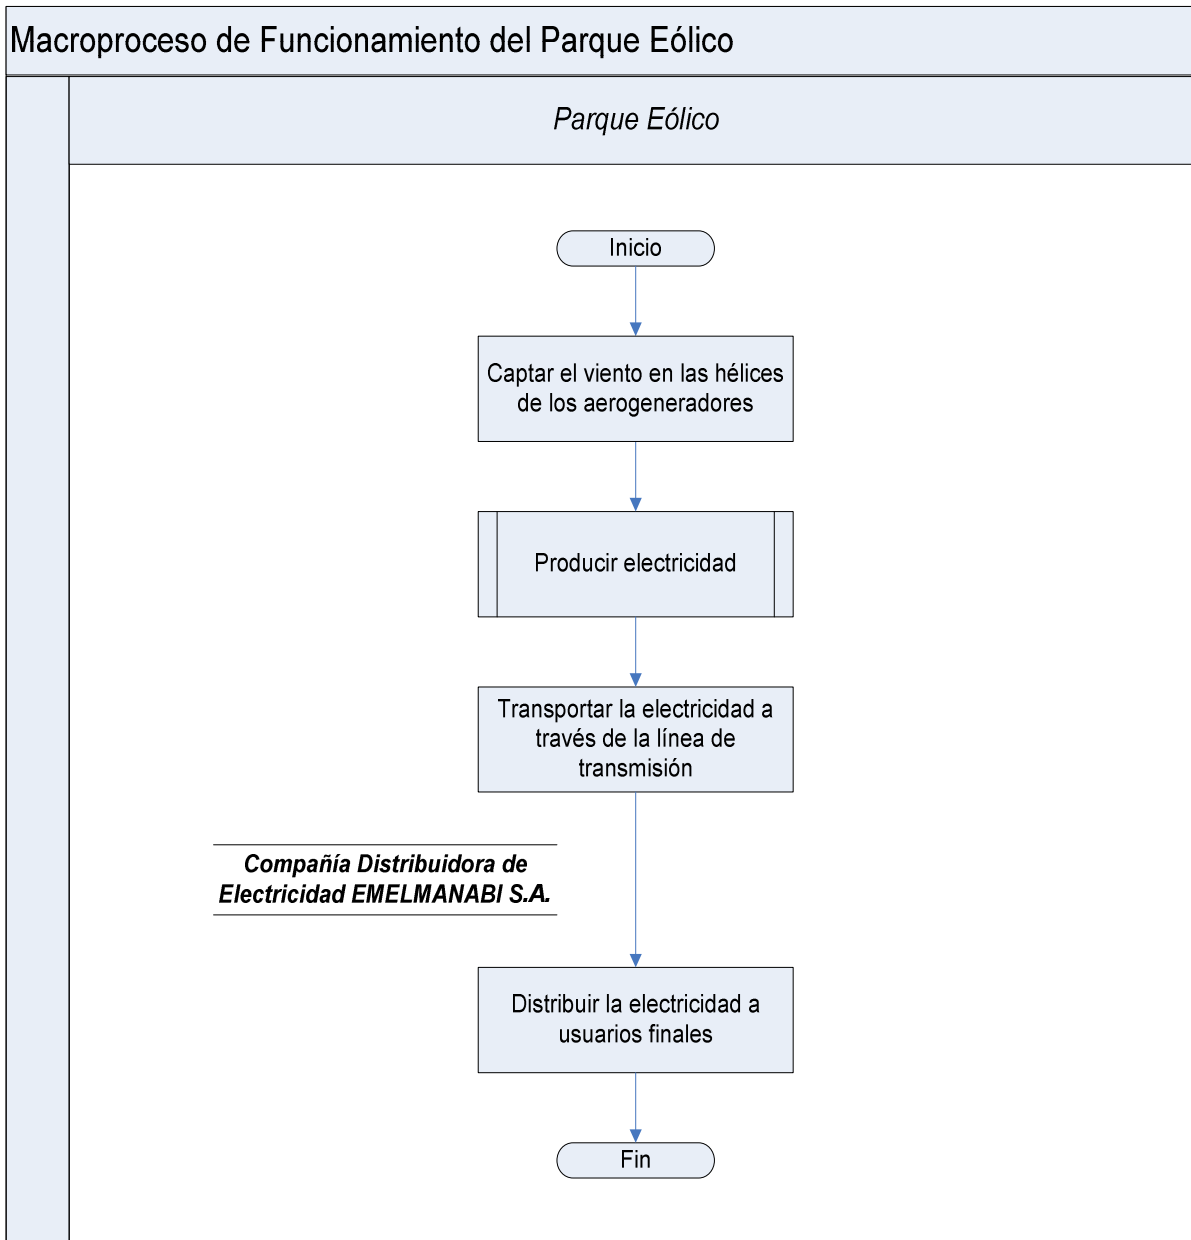 Macroproceso de Funcionamiento del Parque Eólico
Parque Eólico
Inicio
Captar el viento en las hélices
de los aerogeneradores
Producir electricidad
Transportar la electricidad a
través de la línea de
transmisión
Compañía Distribuidora de
Electricidad EMELMANABI S.A.
Distribuir la electricidad a
usuarios finales
Fin